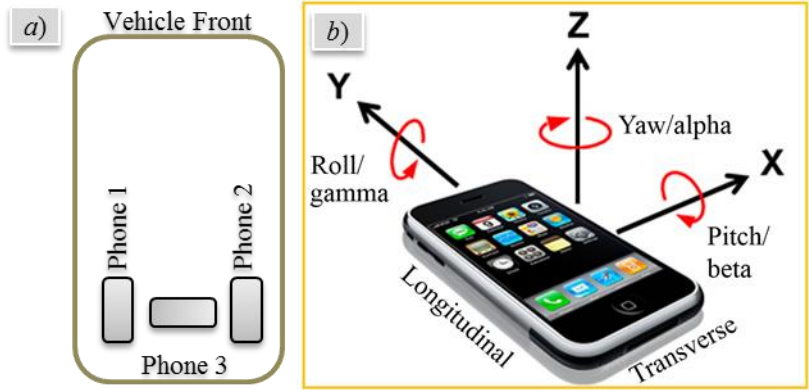 a)
Vehicle Front
Phone 1
Phone 2
Phone 3
b)
Z
Y
X
Yaw/alpha
Roll/
gamma
Pitch/
beta
Longitudinal
Transverse